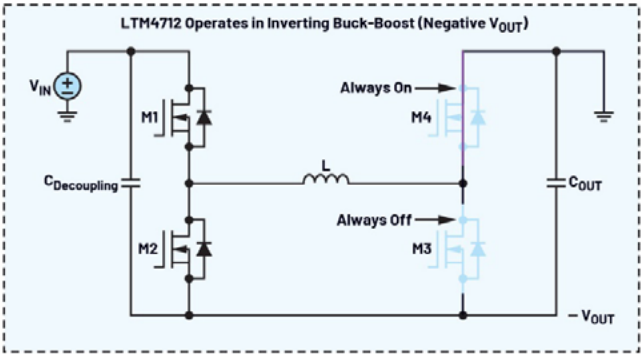 LTM4712 Operates in Inverting Buck-Boost (Negative VOUT)
VIN
M1
Always On
M4
L
CDecoupling
COUT
M2
Always Off
M3
– VOUT